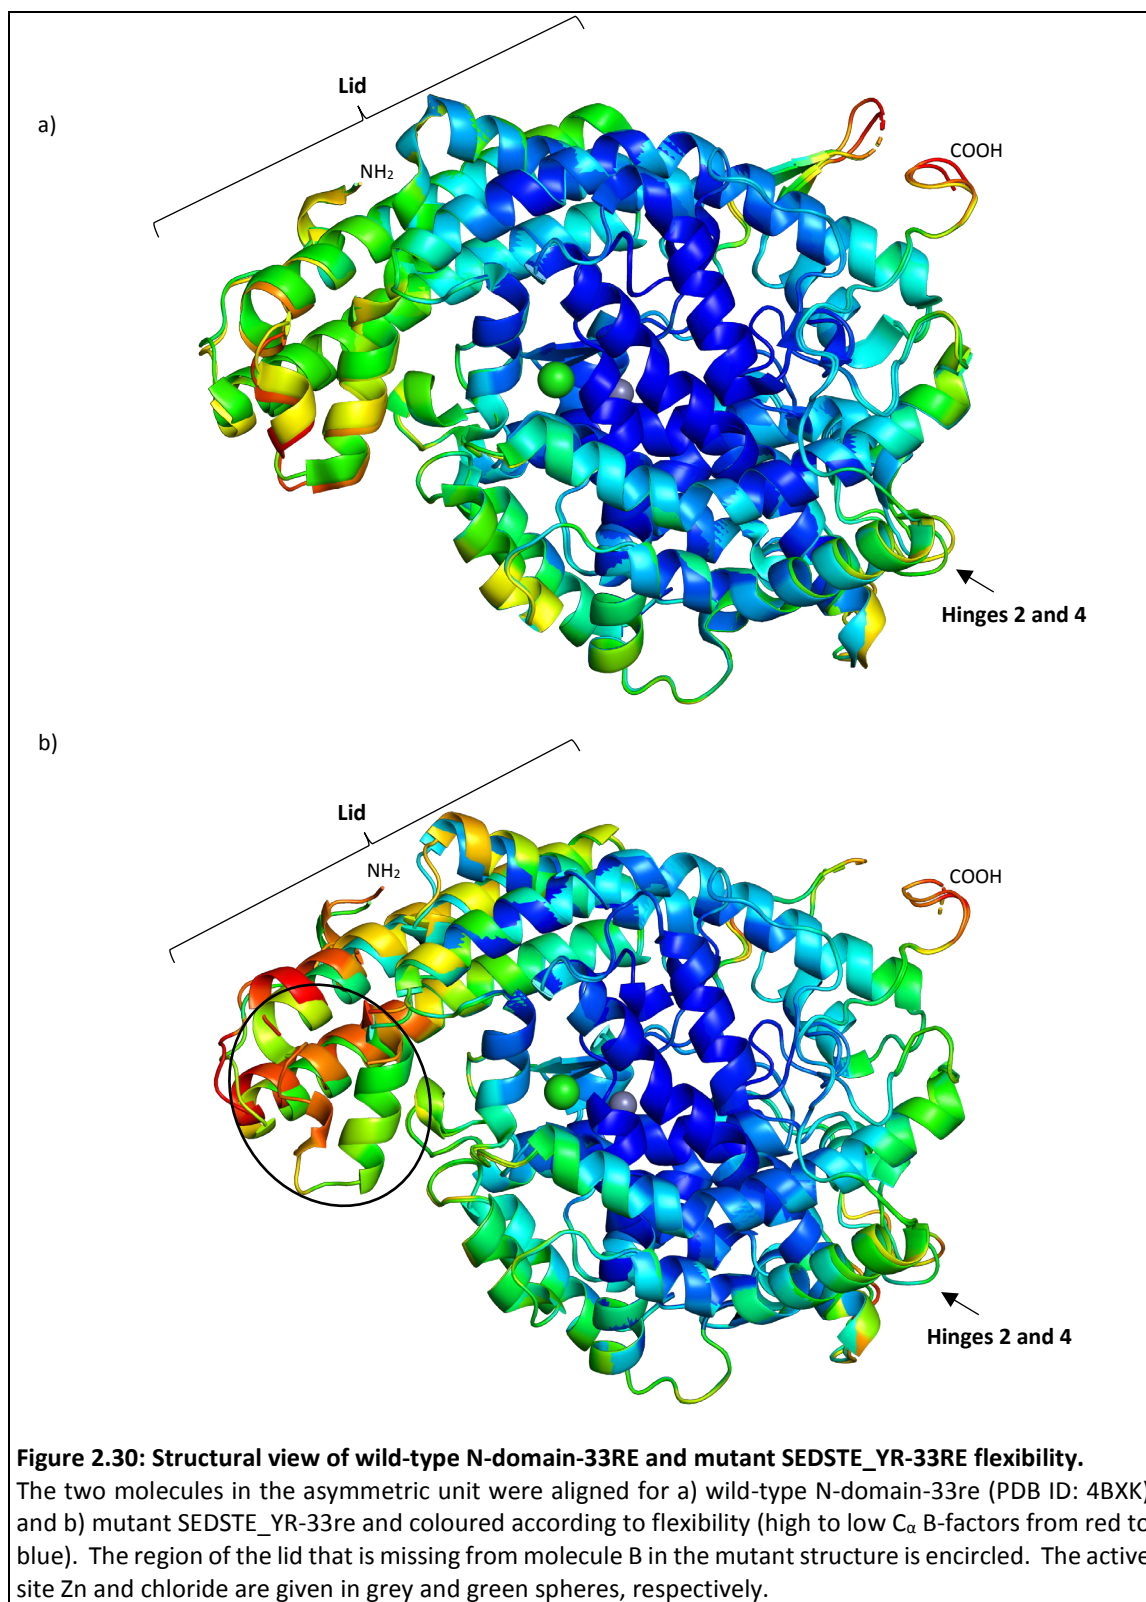 Lid
a)
NH₂
COOH
Hinges 2 and 4
b)
Lid
NH₂
COOH
Hinges 2 and 4
Figure 2.30: Structural view of wild-type N-domain-33RE and mutant SEDSTE_YR-33RE flexibility.
The two molecules in the asymmetric unit were aligned for a) wild-type N-domain-33re (PDB ID: 4BXK)
and b) mutant SEDSTE_YR-33re and coloured according to flexibility (high to low Cα B-factors from red to
blue). The region of the lid that is missing from molecule B in the mutant structure is encircled. The active
site Zn and chloride are given in grey and green spheres, respectively.